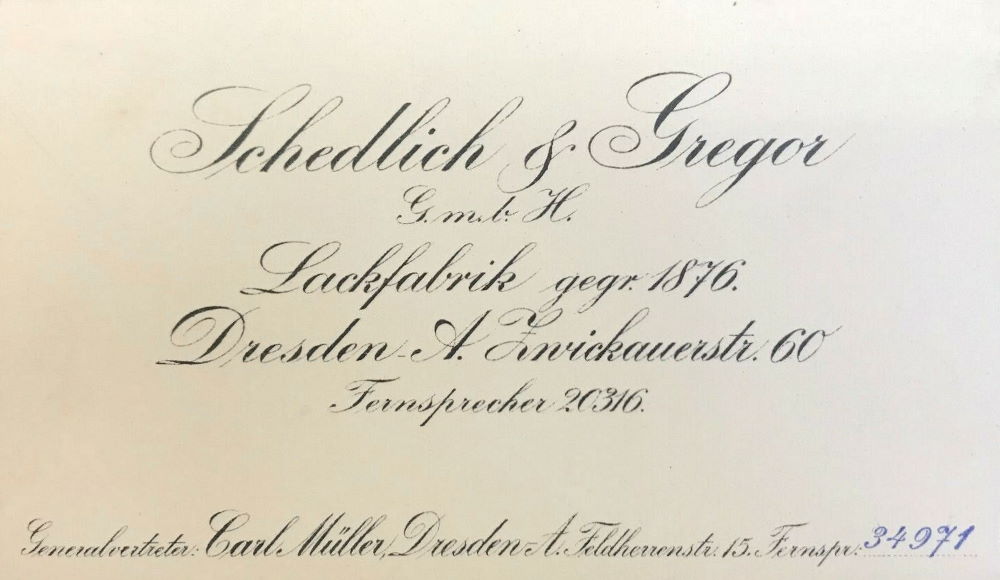 Schedlich & Gregor
G.m.b.H.
Lackfabrik gegr. 1876.
Dresden-A. Zwickauerstr. 60
Fernsprecher 20316.
Generalvertreter: Carl Müller, Dresden-A. Feldherrenstr. 15. Fernspr.: 34971